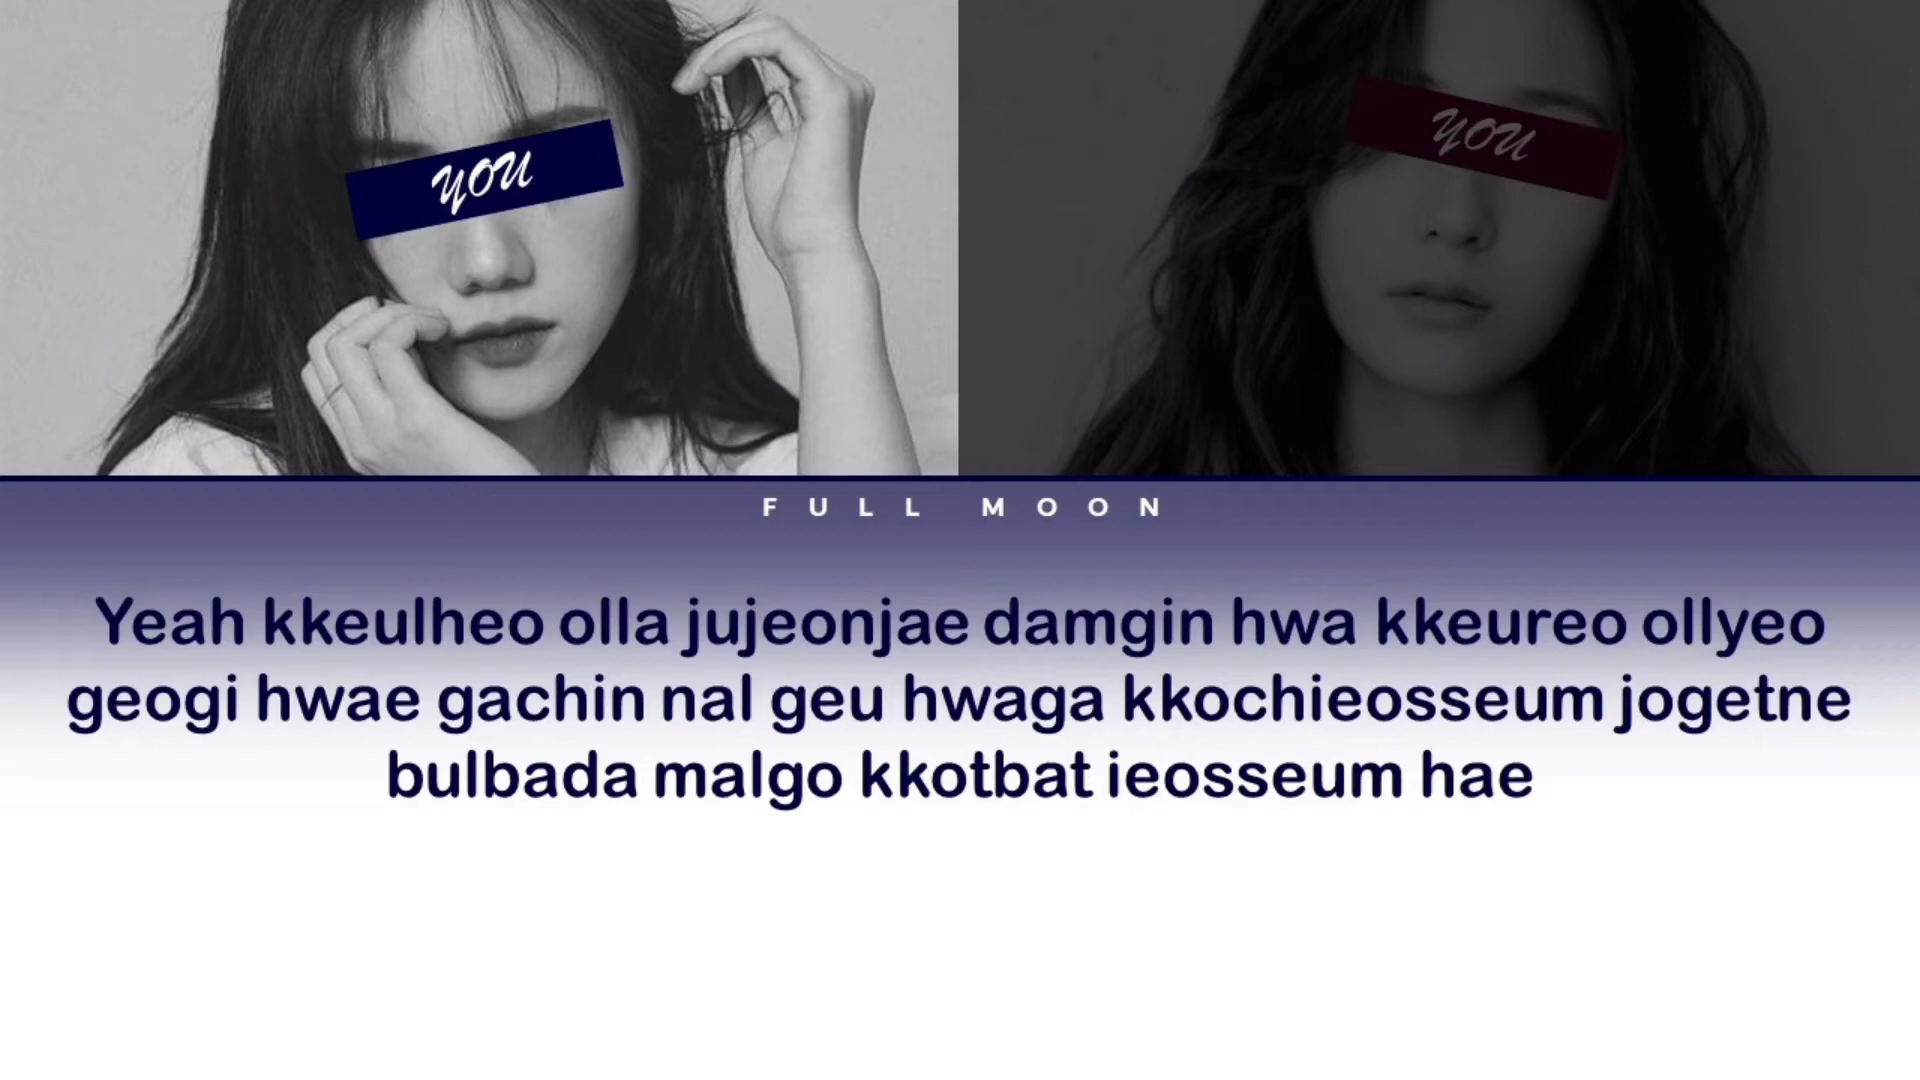 YOU
YOU
FULL MOON
Yeah kkeulheo olla jujeonjae damgin hwa kkeureo ollyeo
geogi hwae gachin nal geu hwaga kkochieosseum jogetne
bulbada malgo kkotbat ieosseum hae